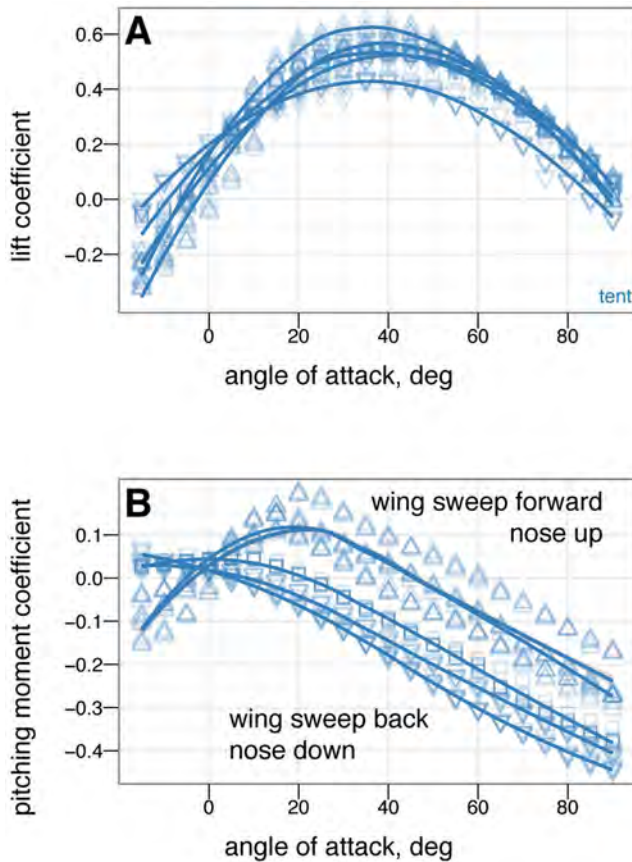 A
lift coefficient
0.6
0.4
0.2
0.0
−0.2
tent
0 20 40 60 80
angle of attack, deg
B
pitching moment coefficient
wing sweep forward
nose up
0.1
0.0
−0.1
−0.2
−0.3
−0.4
wing sweep back
nose down
0 20 40 60 80
angle of attack, deg